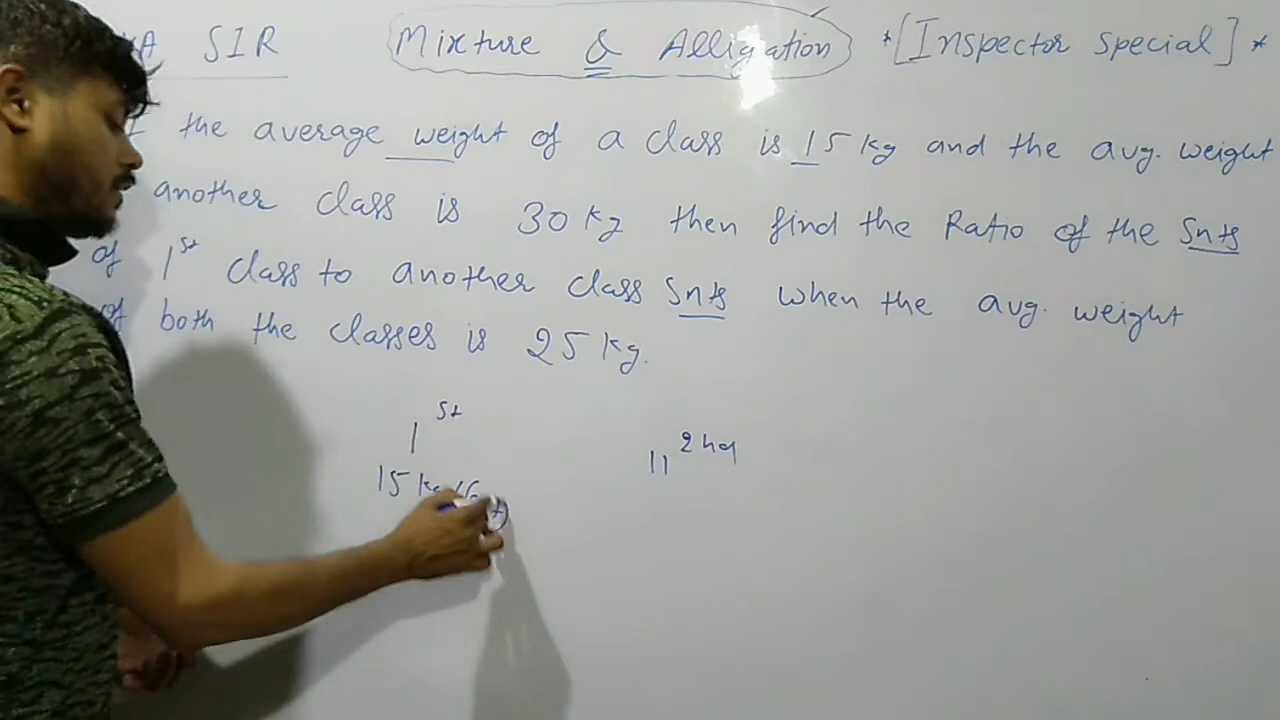 SIR Mixture & Alligation *[Inspector special]*
the average weight of a class is 15 kg and the avg. weight
another class is 30 kg then find the Ratio of the Snts
of 1st class to another class Snts when the avg. weight
of both the classes is 25 kg.
1st 11 2nd
15 kg